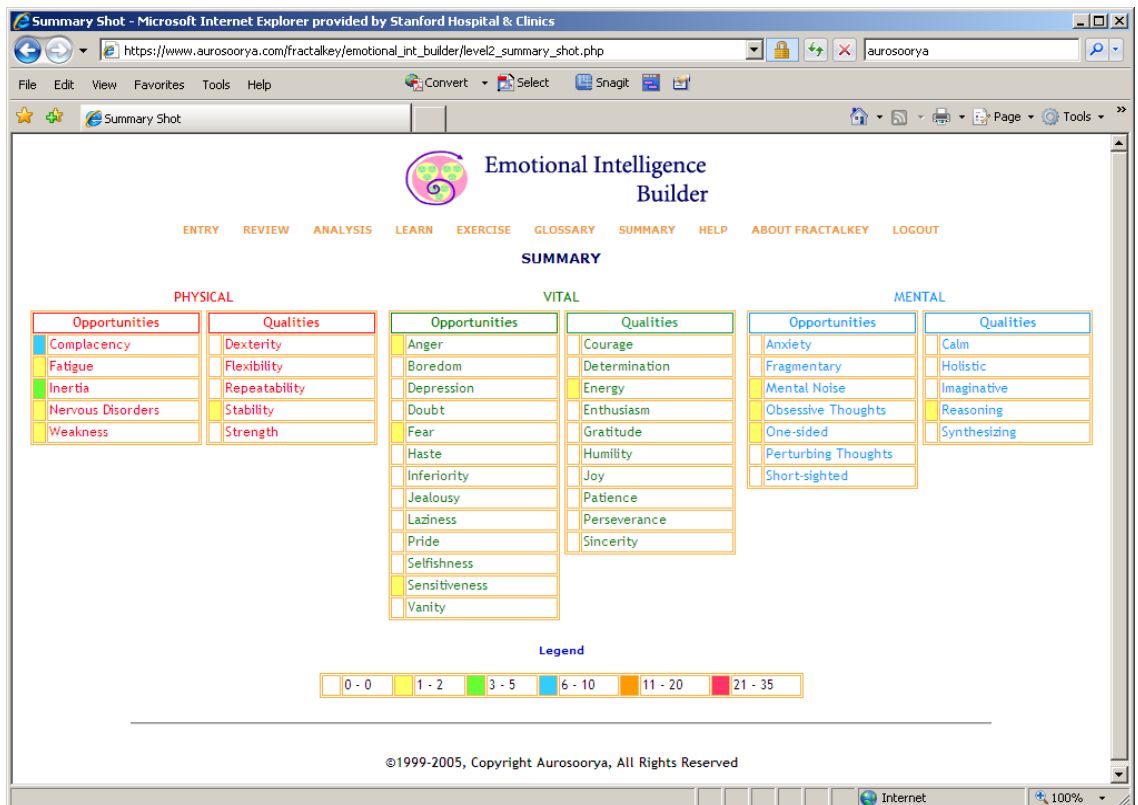 Summary Shot - Microsoft Internet Explorer provided by Stanford Hospital & Clinics
https://www.aurosoorya.com/fractalkey/emotional_int_builder/level2_summary_shot.php
aurosoorya
File Edit View Favorites Tools Help
Convert Select Snagit
Summary Shot
Page Tools »
Emotional Intelligence
Builder
ENTRY REVIEW ANALYSIS LEARN EXERCISE GLOSSARY SUMMARY HELP ABOUT FRACTALKEY LOGOUT
SUMMARY
PHYSICAL
Opportunities
Complacency
Fatigue
Inertia
Nervous Disorders
Weakness
Qualities
Dexterity
Flexibility
Repeatability
Stability
Strength
VITAL
Opportunities
Anger
Boredom
Depression
Doubt
Fear
Haste
Inferiority
Jealousy
Laziness
Pride
Selfishness
Sensitiveness
Vanity
Qualities
Courage
Determination
Energy
Enthusiasm
Gratitude
Humility
Joy
Patience
Perseverance
Sincerity
MENTAL
Opportunities
Anxiety
Fragmentary
Mental Noise
Obsessive Thoughts
One-sided
Perturbing Thoughts
Short-sighted
Qualities
Calm
Holistic
Imaginative
Reasoning
Synthesizing
Legend
0 - 0 1 - 2 3 - 5 6 - 10 11 - 20 21 - 35
©1999-2005, Copyright Aurosoorya, All Rights Reserved
Internet 100%